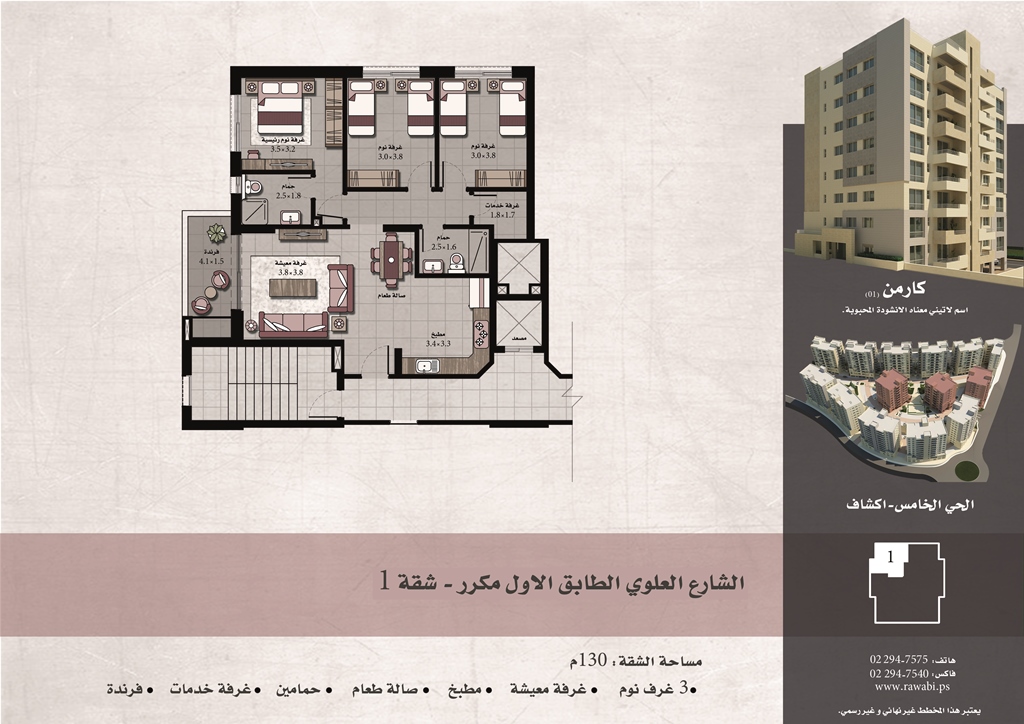 غرفة نوم رئيسية
3.5×3.2
غرفة نوم
3.0×3.8
غرفة نوم
3.0×3.8
حمام
2.5×1.8
غرفة خدمات
1.8×1.7
فرندة
4.1×1.5
غرفة معيشة
3.8×3.8
صالة طعام
حمام
2.5×1.6
مطبخ
3.4×3.3
مصعد
كارمن (01)
اسم لاتيني معناه الانشودة المحبوبة.
الحي الخامس-اكشاف
1
الشارع العلوي الطابق الاول مكرر - شقة 1
مساحة الشقة: 130م
•3 غرف نوم • غرفة معيشة • مطبخ • صالة طعام • حمامين • غرفة خدمات • فرندة
هاتف: 02 294-7575
فاكس: 02 294-7540
www.rawabi.ps
يعتبر هذا المخطط غير نهائي و غير رسمي.